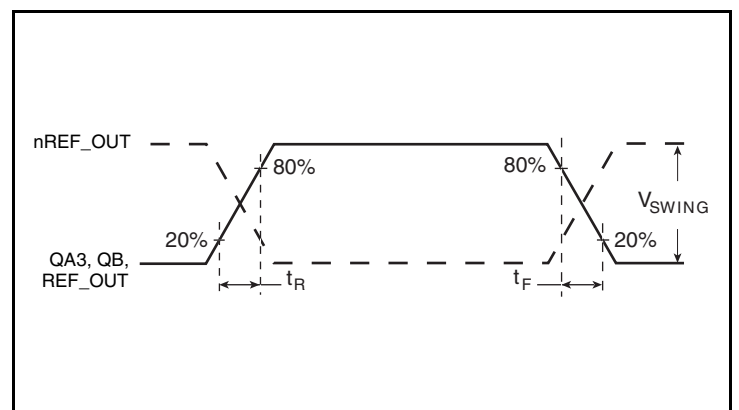 nREF_OUT
80%
80%
VSWING
20%
20%
QA3, QB,
REF_OUT
tR
tF